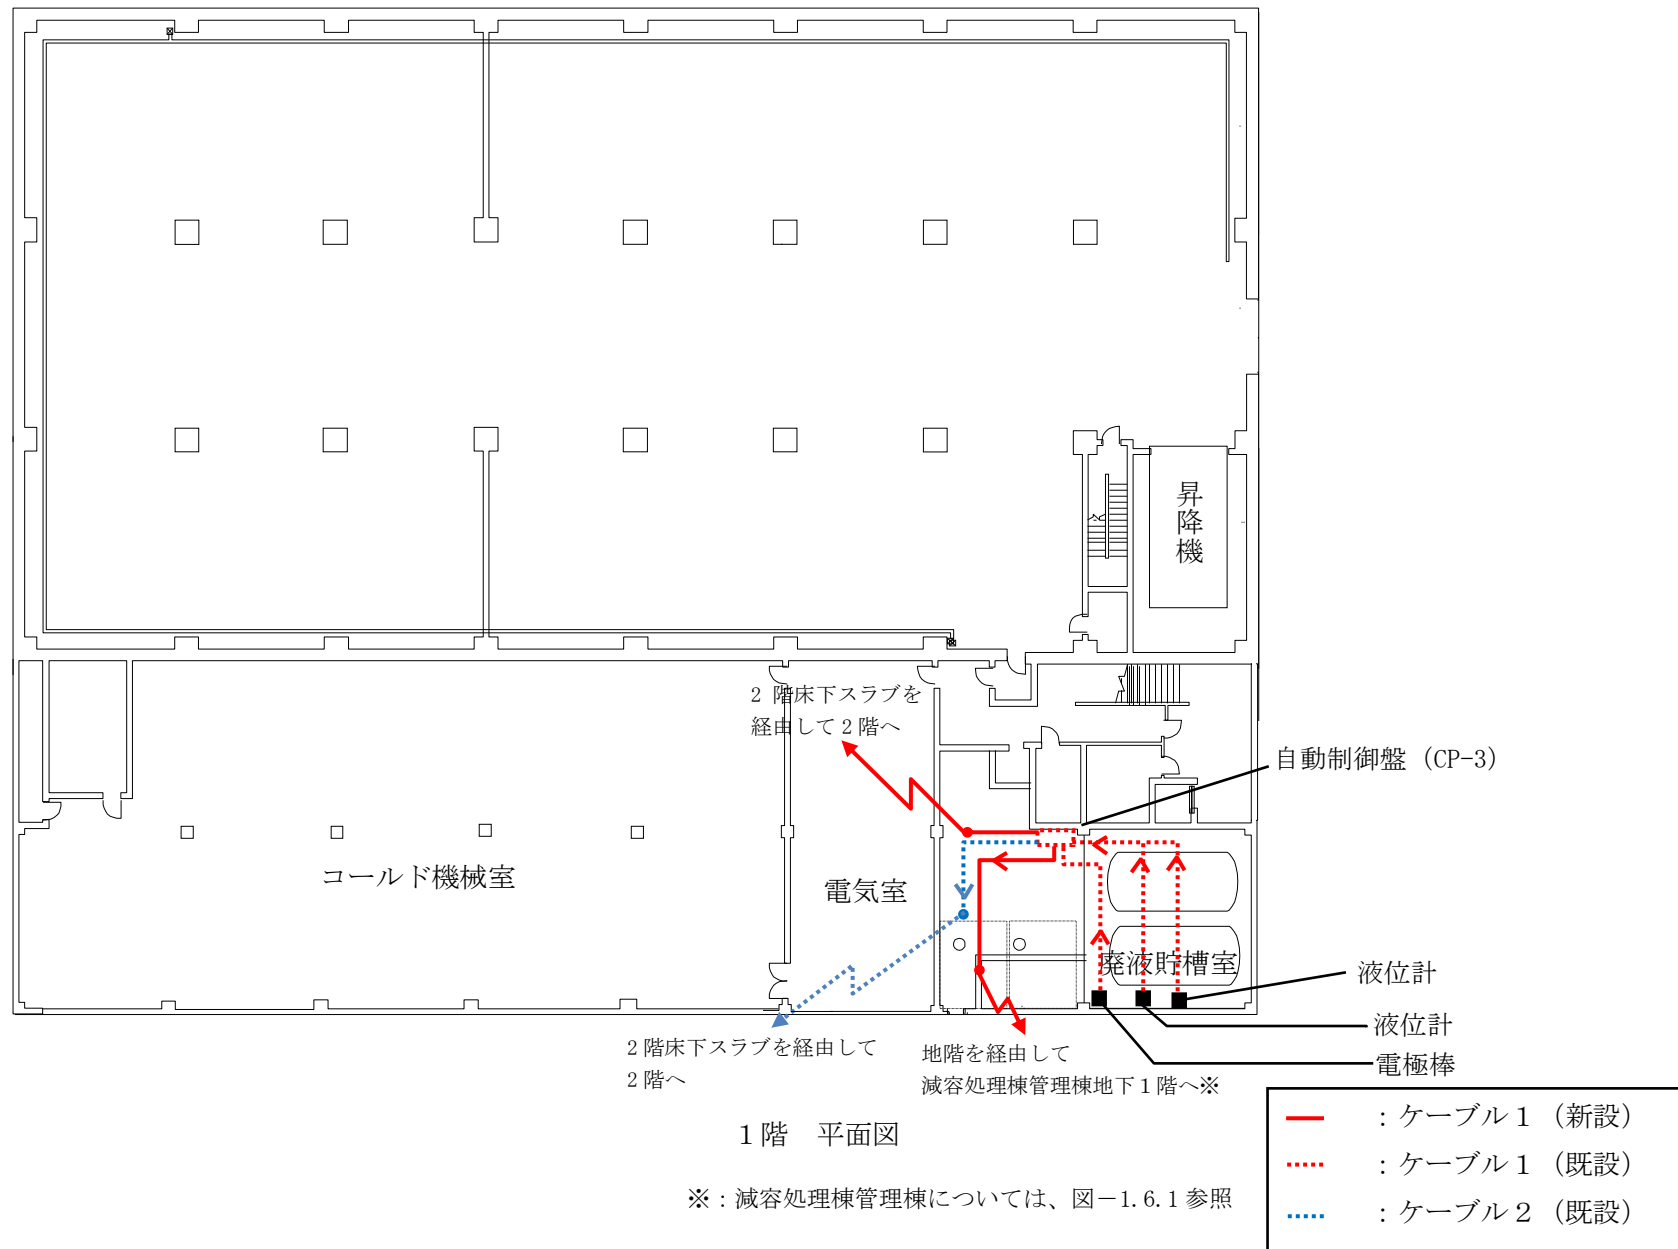 昇降機
2 階床下スラブを
経由して 2 階へ
自動制御盤 (CP-3)
コールド機械室
電気室
廃液貯槽室
液位計
液位計
電極棒
2 階床下スラブを経由して
2 階へ
地階を経由して
減容処理棟管理棟地下 1 階へ※
1階 平面図
※：減容処理棟管理棟については、図－1.6.1 参照
：ケーブル１（新設）
：ケーブル１（既設）
：ケーブル２（既設）